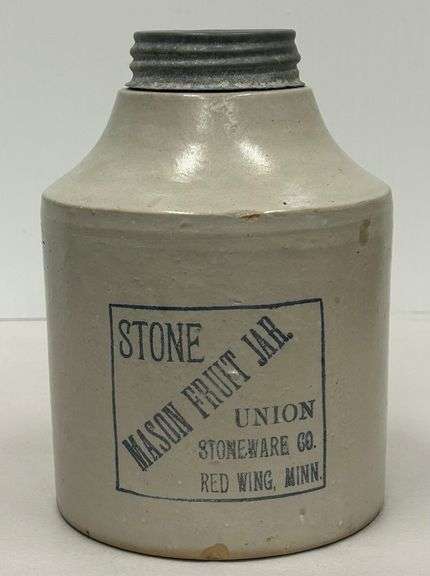 STONE
MASON FRUIT JAR.
UNION
STONEWARE CO.
RED WING, MINN.